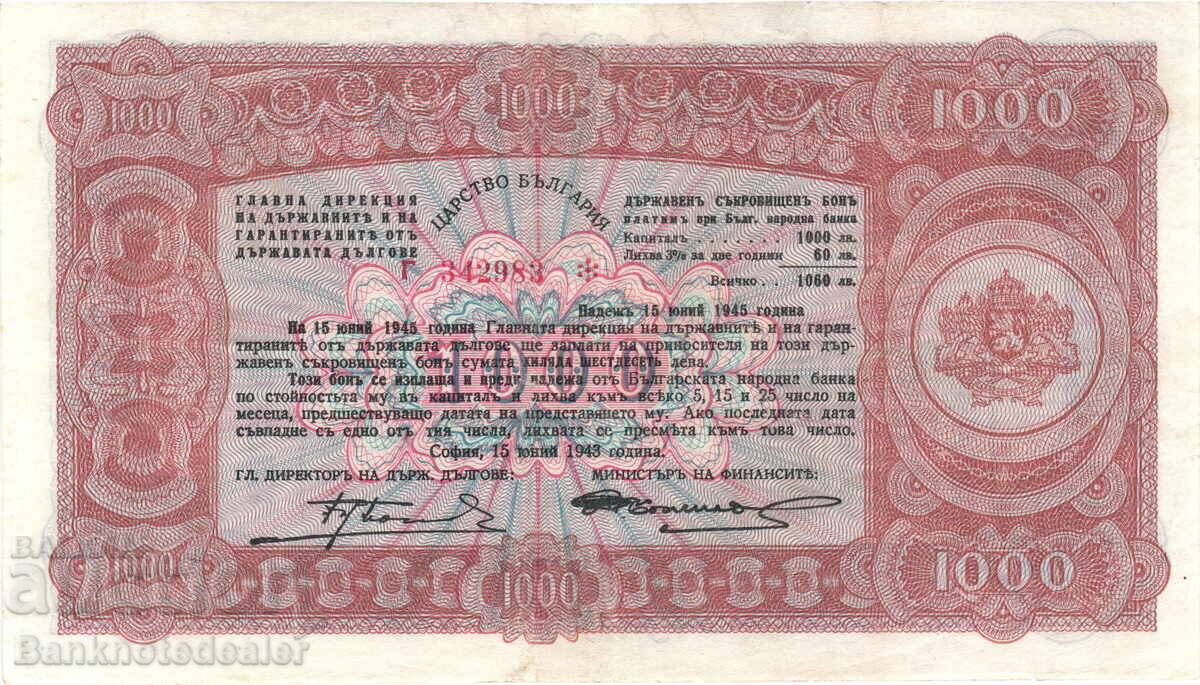 1000
1000
1000
ГЛАВНА ДИРЕКЦИЯ
НА ДЪРЖАВНИТѢ И НА
ГАРАНТИРАНИТѢ ОТЪ
ДЪРЖАВАТА ДЪЛГОВЕ
ЦАРСТВО БЪЛГАРИЯ
ДЪРЖАВЕНЪ СЪКРОВИЩЕНЪ БОНЪ
платимъ при Бълг. народна банка
Капиталъ . . . . . . . 1000 лв.
Лихва 3% за две години 60 лв.
Всичко . . 1060 лв.
Г 342983 *
Падежъ 15 юний 1945 година
На 15 юний 1945 година Главната дирекция на държавнитѣ и на гаран-
тиранитѣ отъ държавата дългове ще заплати на приносителя на този дър-
жавенъ съкровищенъ бонъ сумата хиляда шестдесеть лева.
Този бонъ се изплаща и преди падежа отъ Българската народна банка
по стойностьта му въ капиталъ и лихва къмъ всѣко 5, 15 и 25 число на
месеца, предшествуващо датата на представянето му. Ако последната дата
съвпадне съ едно отъ тия числа, лихвата се пресмѣта къмъ това число.
1000
София, 15 юний 1943 година.
ГЛ. ДИРЕКТОРЪ НА ДЪРЖ. ДЪЛГОВЕ:
МИНИСТЪРЪ НА ФИНАНСИТѢ:
1000
1000
1000
Banknotedealer